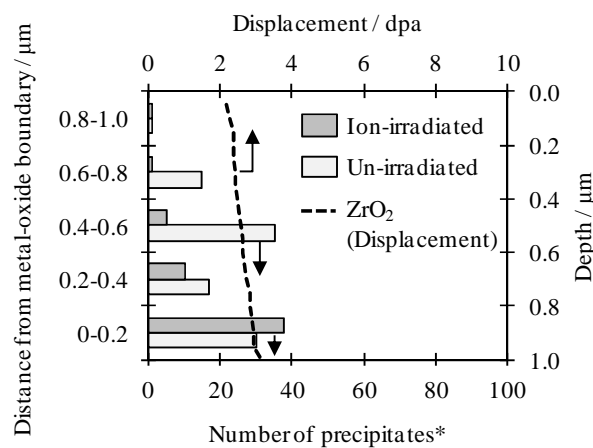 Displacement / dpa
0 2 4 6 8 10
Distance from metal-oxide boundary / μm
0.8-1.0
0.6-0.8
0.4-0.6
0.2-0.4
0-0.2
Ion-irradiated
Un-irradiated
ZrO2
(Displacement)
0.0
0.2
0.4
0.6
0.8
1.0
Depth / μm
0 20 40 60 80 100
Number of precipitates*